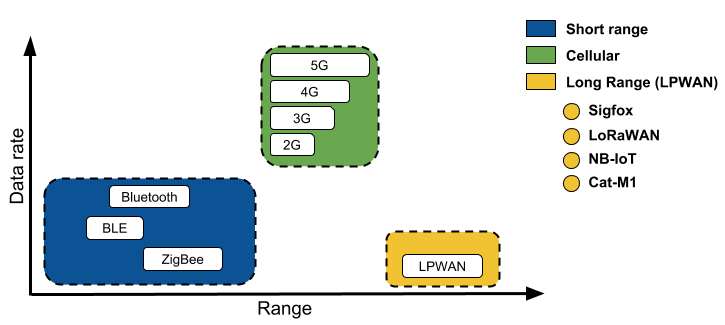 Short range
Cellular
Long Range (LPWAN)
Sigfox
LoRaWAN
NB-IoT
Cat-M1
5G
4G
3G
2G
Data rate
Bluetooth
BLE
ZigBee
LPWAN
Range